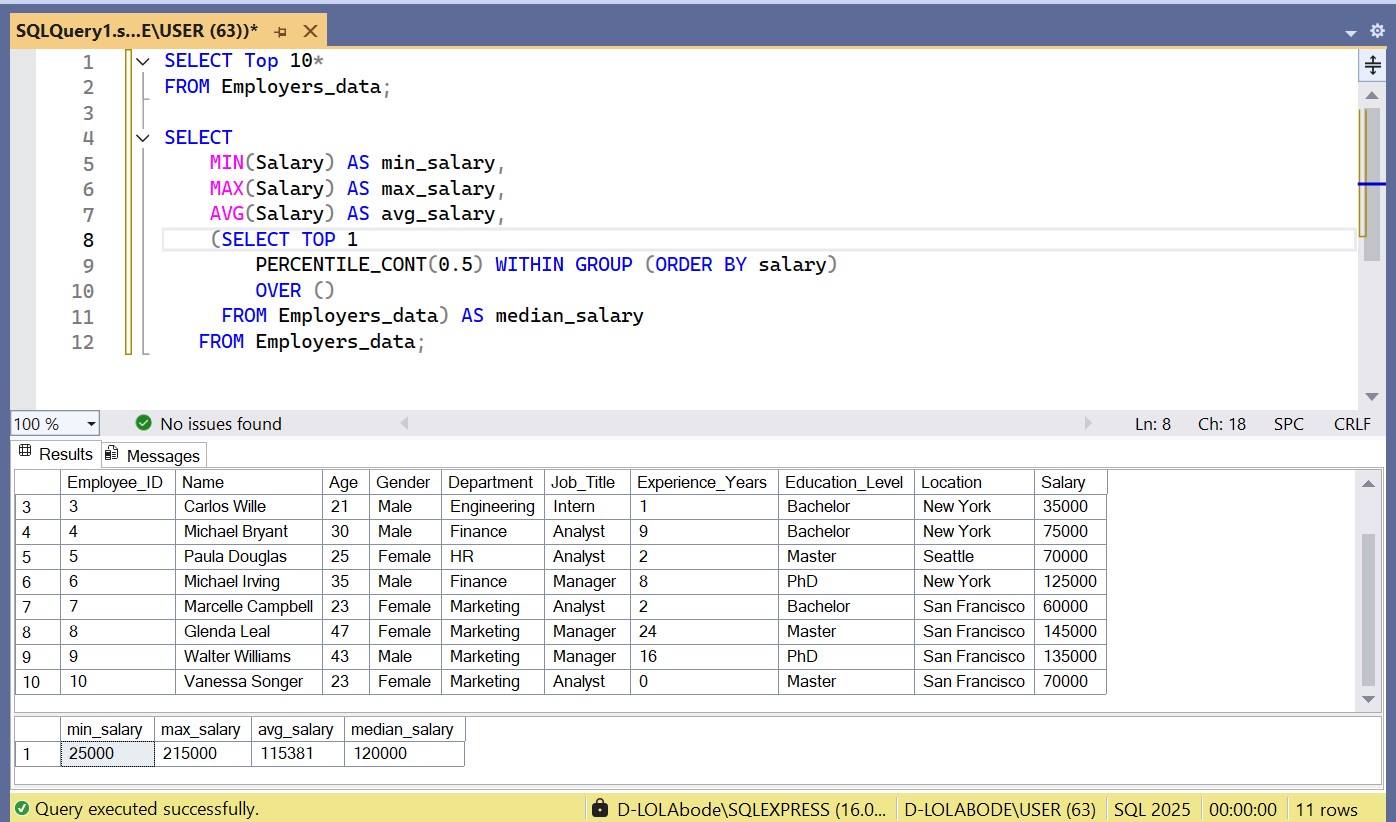 SQLQuery1.s...E\USER (63))*
1 SELECT Top 10*
2 FROM Employers_data;
3
4 SELECT
5 MIN(Salary) AS min_salary,
6 MAX(Salary) AS max_salary,
7 AVG(Salary) AS avg_salary,
8 (SELECT TOP 1
9 PERCENTILE_CONT(0.5) WITHIN GROUP (ORDER BY salary)
10 OVER ()
11 FROM Employers_data) AS median_salary
12 FROM Employers_data;
100 % No issues found Ln: 8 Ch: 18 SPC CRLF
Results Messages
Employee_ID Name Age Gender Department Job_Title Experience_Years Education_Level Location Salary
3 3 Carlos Wille 21 Male Engineering Intern 1 Bachelor New York 35000
4 4 Michael Bryant 30 Male Finance Analyst 9 Bachelor New York 75000
5 5 Paula Douglas 25 Female HR Analyst 2 Master Seattle 70000
6 6 Michael Irving 35 Male Finance Manager 8 PhD New York 125000
7 7 Marcelle Campbell 23 Female Marketing Analyst 2 Bachelor San Francisco 60000
8 8 Glenda Leal 47 Female Marketing Manager 24 Master San Francisco 145000
9 9 Walter Williams 43 Male Marketing Manager 16 PhD San Francisco 135000
10 10 Vanessa Songer 23 Female Marketing Analyst 0 Master San Francisco 70000
min_salary max_salary avg_salary median_salary
1 25000 215000 115381 120000
Query executed successfully. D-LOLAbode\SQLEXPRESS (16.0... D-LOLABODE\USER (63) SQL 2025 00:00:00 11 rows